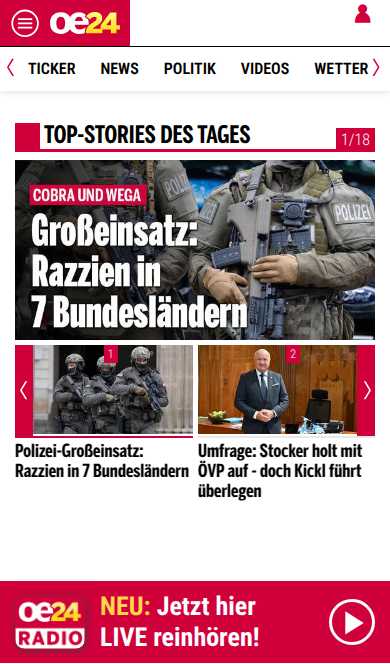 oe24
TICKER NEWS POLITIK VIDEOS WETTER
TOP-STORIES DES TAGES
1/18
POLIZEI
POLIZEI
COBRA UND WEGA
Großeinsatz:
Razzien in
7 Bundesländern
1
2
Polizei-Großeinsatz:
Razzien in 7 Bundesländern
Umfrage: Stocker holt mit
ÖVP auf - doch Kickl führt
überlegen
oe24
RADIO
NEU: Jetzt hier
LIVE reinhören!